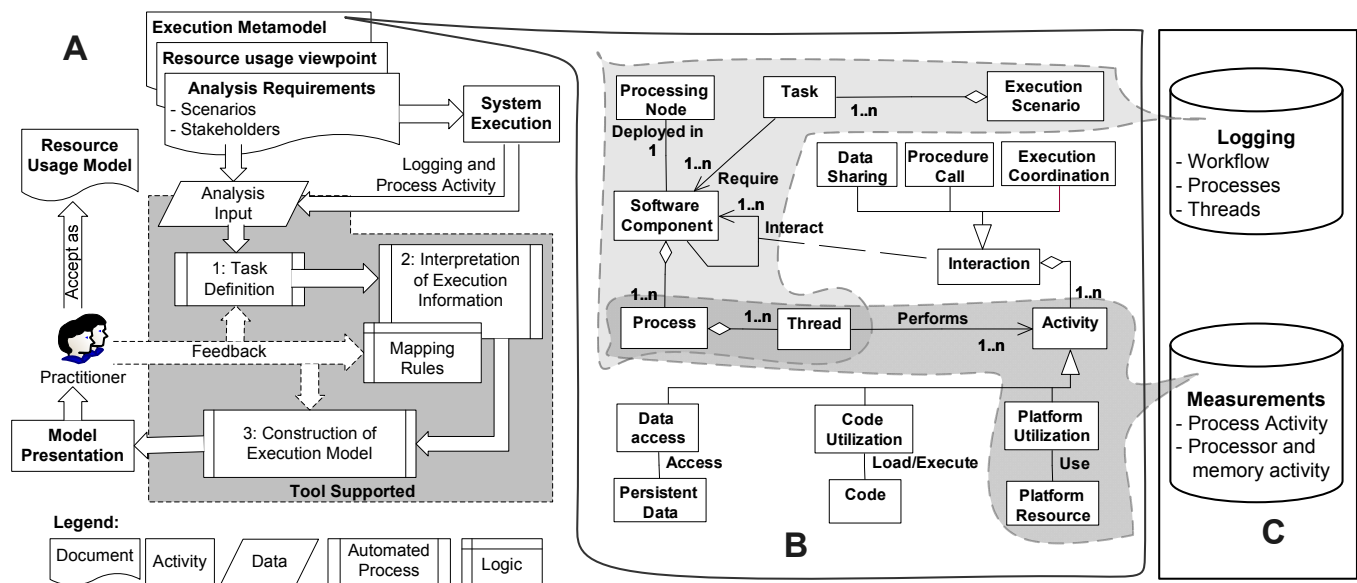 A
Execution Metamodel
Resource usage viewpoint
Analysis Requirements
- Scenarios
- Stakeholders
System
Execution
Resource
Usage Model
Logging and
Process Activity
Analysis
Input
Accept as
1: Task
Definition
2: Interpretation
of Execution
Information
Mapping
Rules
Feedback
Practitioner
Model
Presentation
3: Construction of
Execution Model
Tool Supported
Legend:
Document
Activity
Data
Automated
Process
Logic
Processing
Node
Task
1..n
Execution
Scenario
Deployed in
1
1..n
Require
Data
Sharing
Procedure
Call
Execution
Coordination
Software
Component
1..n
Interact
Interaction
1..n
1..n
Process
1..n
Thread
Performs
1..n
Activity
Data
access
Code
Utilization
Platform
Utilization
Access
Load/Execute
Use
Persistent
Data
Code
Platform
Resource
B
Logging
- Workflow
- Processes
- Threads
Measurements
- Process Activity
- Processor and
memory activity
C